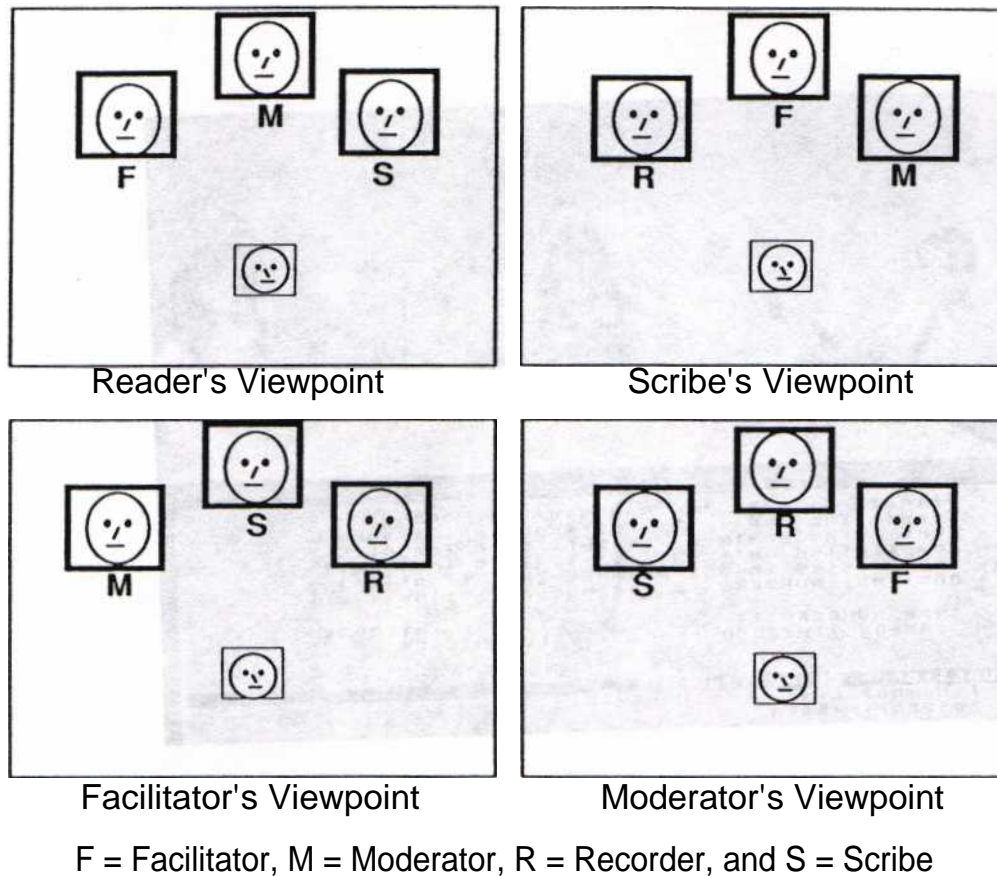 M
F S
Reader's Viewpoint
F
R M
Scribe's Viewpoint
S
M R
Facilitator's Viewpoint
R
S F
Moderator's Viewpoint
F = Facilitator, M = Moderator, R = Recorder, and S = Scribe